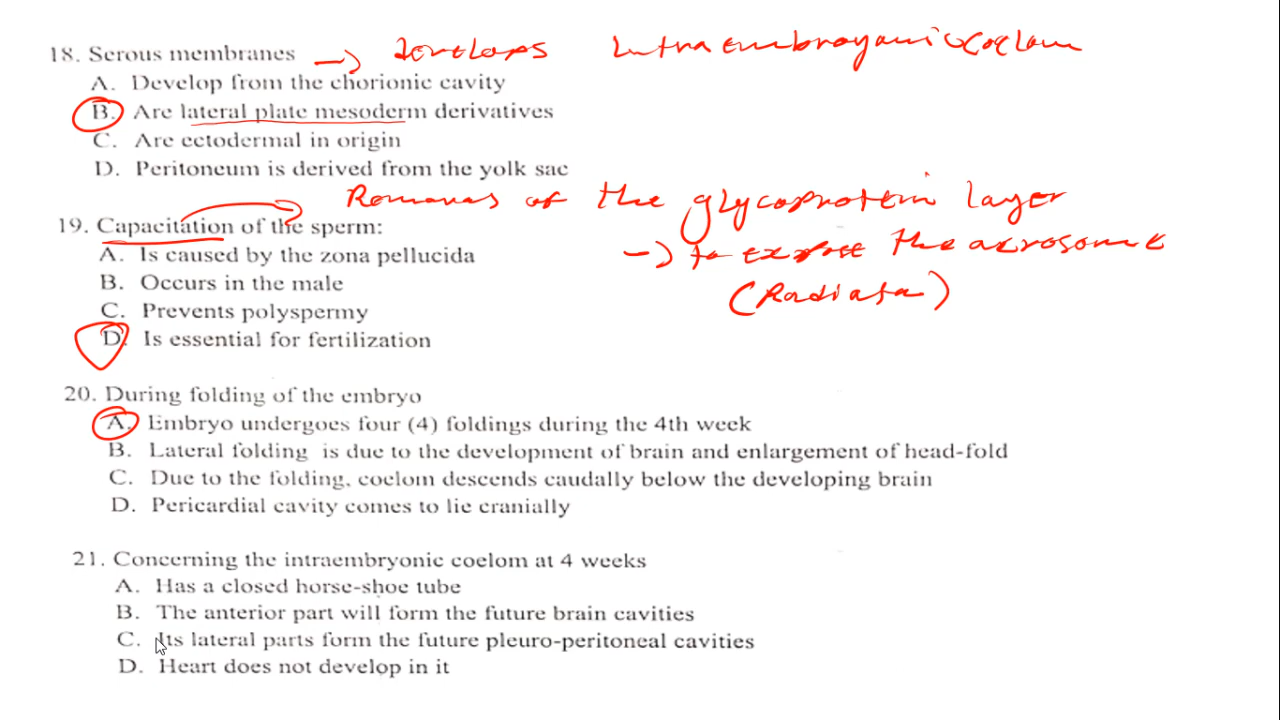 18. Serous membranes → develops Intraembryonic coelom
A. Develop from the chorionic cavity
B. Are lateral plate mesoderm derivatives
C. Are ectodermal in origin
D. Peritoneum is derived from the yolk sac
of the glycoprotein layer
19. Capacitation of the sperm:
→ to expose the acrosome
A. Is caused by the zona pellucida
B. Occurs in the male
(Radiata)
C. Prevents polyspermy
D. Is essential for fertilization
20. During folding of the embryo
A. Embryo undergoes four (4) foldings during the 4th week
B. Lateral folding is due to the development of brain and enlargement of head-fold
C. Due to the folding, coelom descends caudally below the developing brain
D. Pericardial cavity comes to lie cranially
21. Concerning the intraembryonic coelom at 4 weeks
A. Has a closed horse-shoe tube
B. The anterior part will form the future brain cavities
C. Its lateral parts form the future pleuro-peritoneal cavities
D. Heart does not develop in it